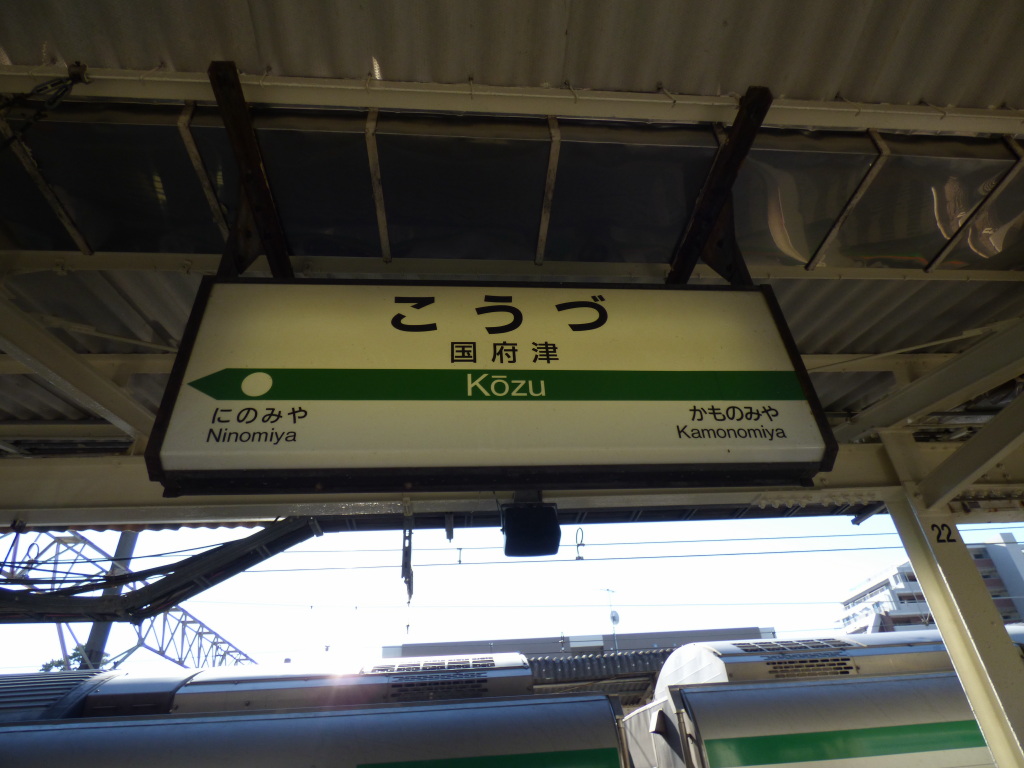 こうづ
国府津
Kōzu
にのみや
Ninomiya
かものみや
Kamonomiya
22